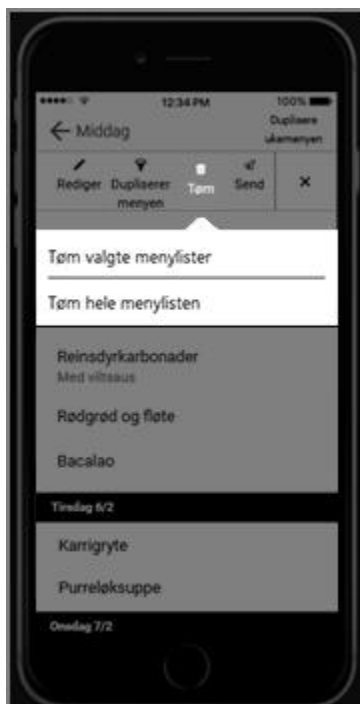 12:34 PM 100%
← Middag Duplisere
ukemenyen
Rediger Dupliserer Tøm Send ×
menyen
Tøm valgte menylister
Tøm hele menylisten
Reinsdyrkarbonader
Med viltsaus
Rødgrød og fløte
Bacalao
Tirsdag 6/2
Karrigryte
Purreløksuppe
Onsdag 7/2